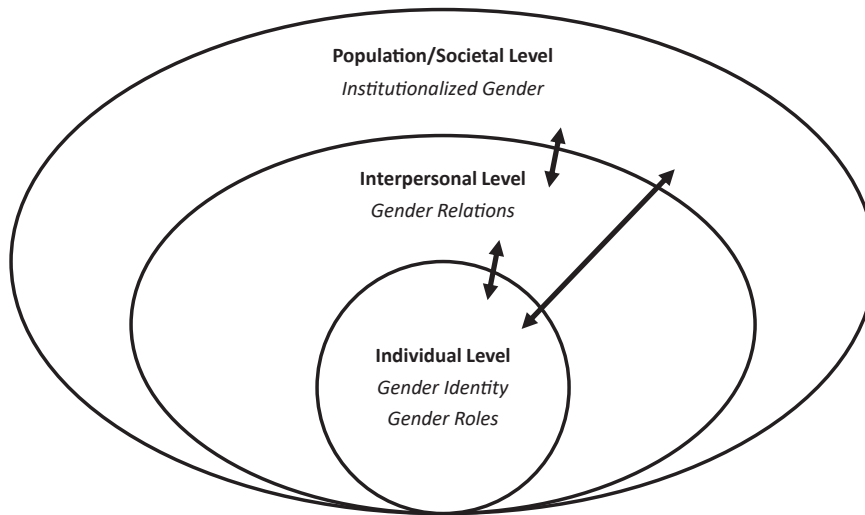 Population/Societal Level
Institutionalized Gender
Interpersonal Level
Gender Relations
Individual Level
Gender Identity
Gender Roles